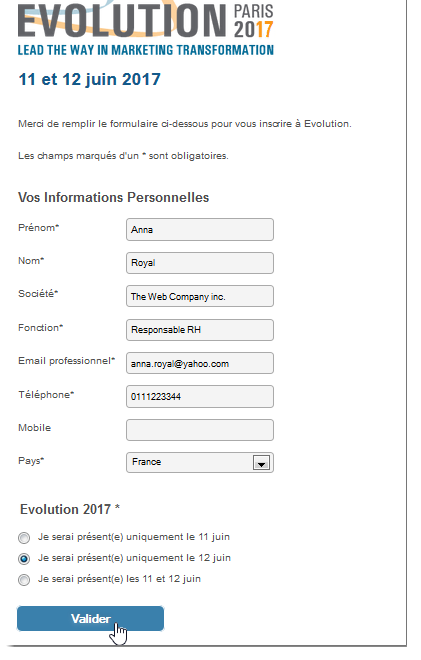 EVOLUTION PARIS 2017
LEAD THE WAY IN MARKETING TRANSFORMATION
11 et 12 juin 2017
Merci de remplir le formulaire ci-dessous pour vous inscrire à Evolution.
Les champs marqués d'un * sont obligatoires.
Vos Informations Personnelles
Prénom* Anna
Nom* Royal
Société* The Web Company inc.
Fonction* Responsable RH
Email professionnel* anna.royal@yahoo.com
Téléphone* 0111223344
Mobile
Pays* France
Evolution 2017 *
Je serai présent(e) uniquement le 11 juin
Je serai présent(e) uniquement le 12 juin
Je serai présent(e) les 11 et 12 juin
Valider